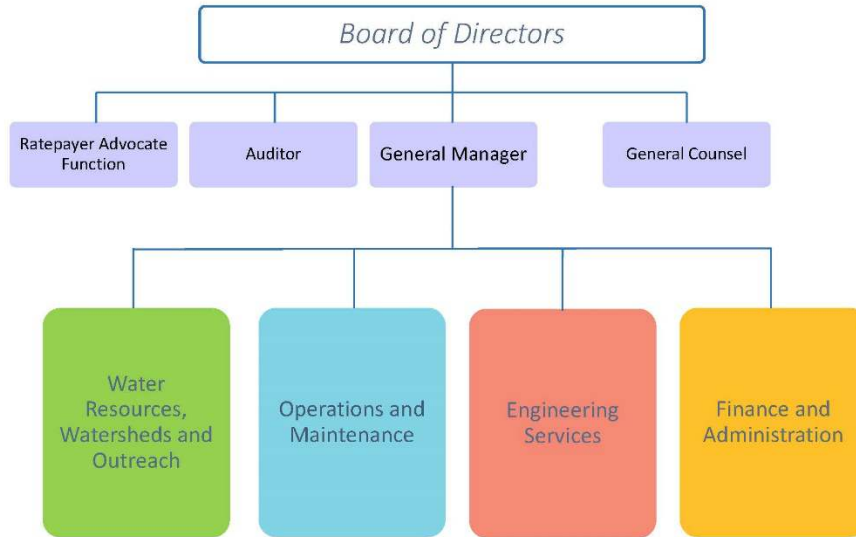 Board of Directors
Ratepayer Advocate
Function
Auditor
General Manager
General Counsel
Water
Resources,
Watersheds and
Outreach
Operations and
Maintenance
Engineering
Services
Finance and
Administration